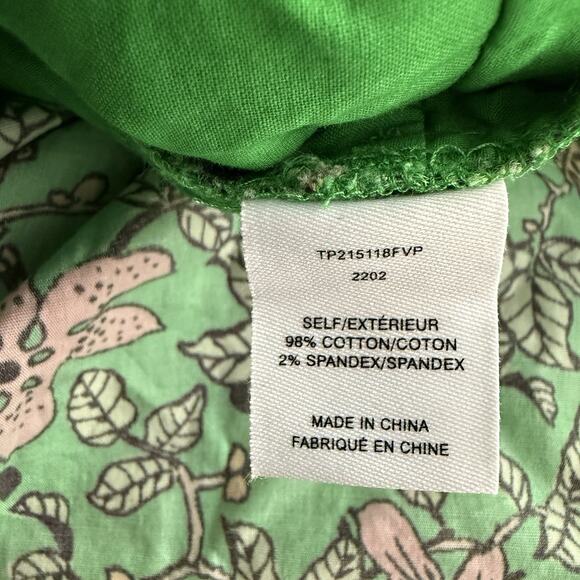 TP215118FVP
2202
SELF/EXTÉRIEUR
98% COTTON/COTON
2% SPANDEX/SPANDEX
MADE IN CHINA
FABRIQUÉ EN CHINE